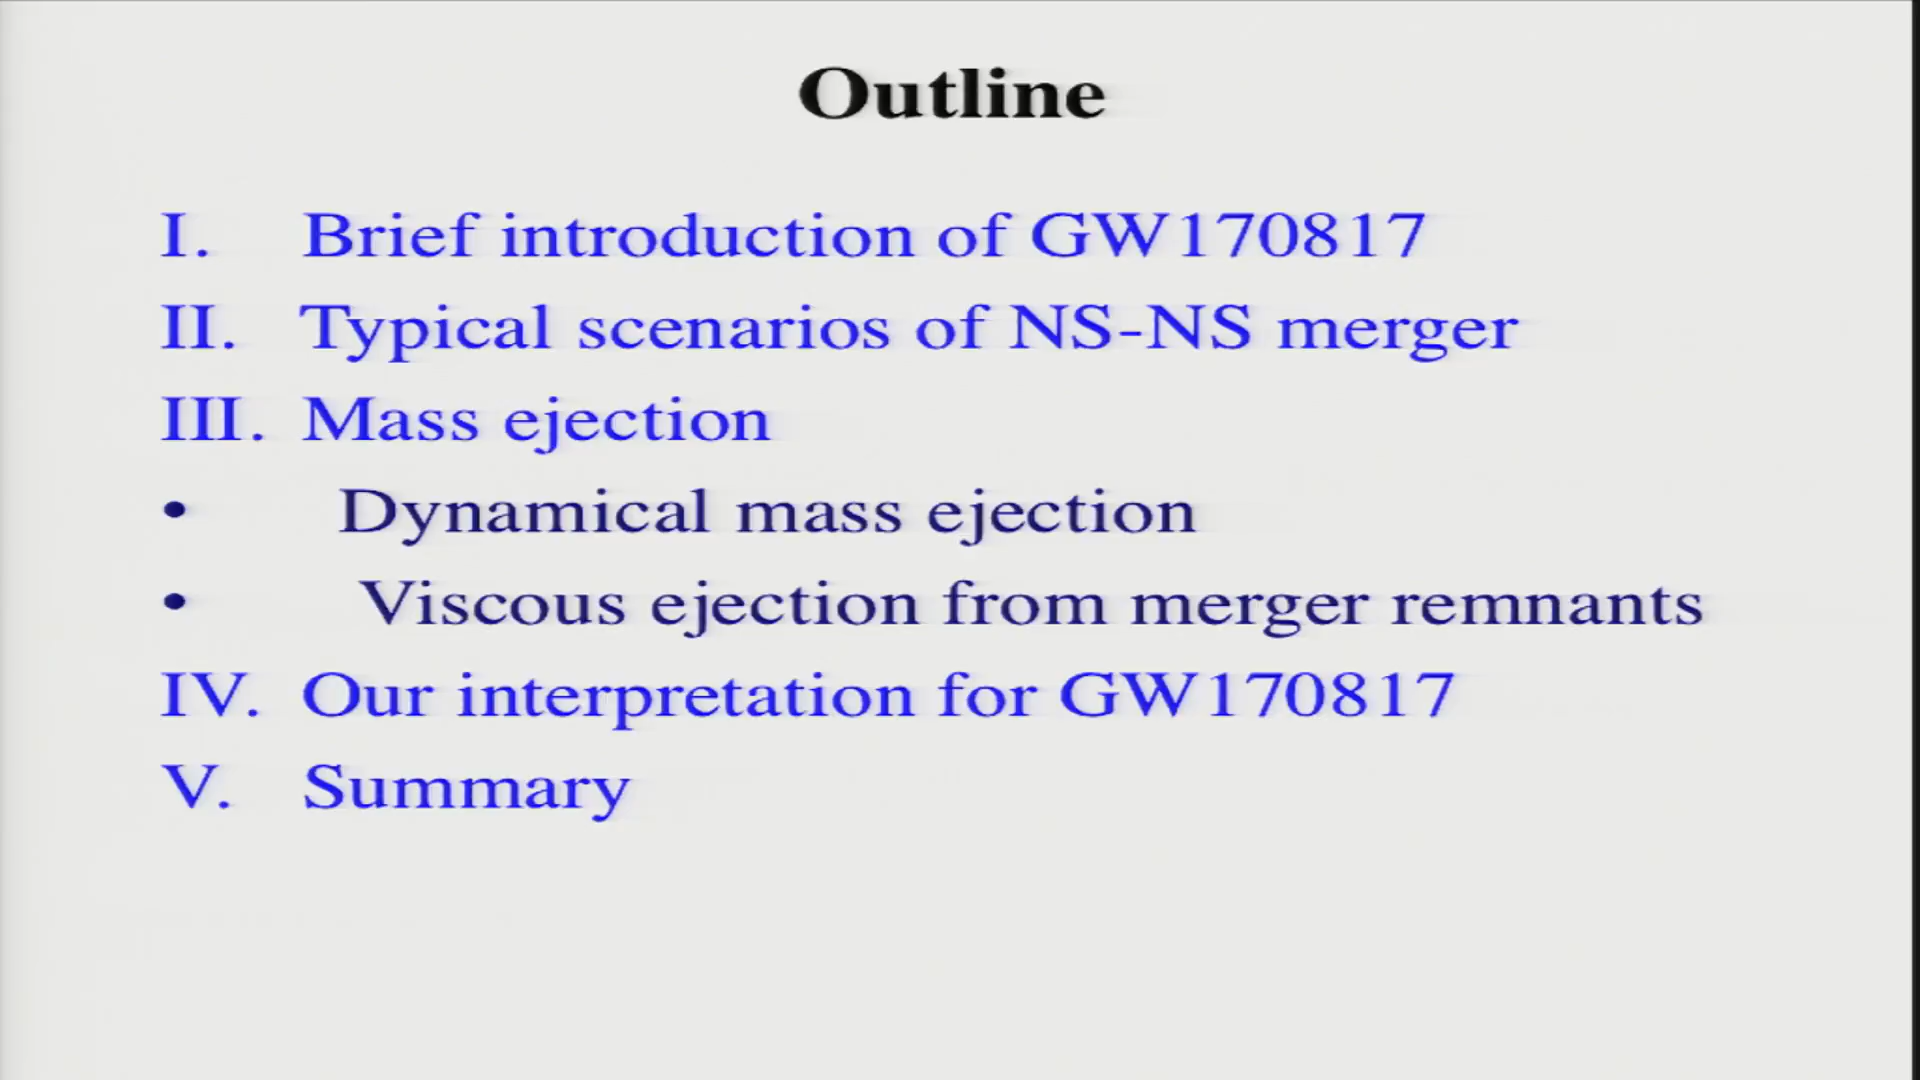 Outline
I. Brief introduction of GW170817
II. Typical scenarios of NS-NS merger
III. Mass ejection
• Dynamical mass ejection
• Viscous ejection from merger remnants
IV. Our interpretation for GW170817
V. Summary